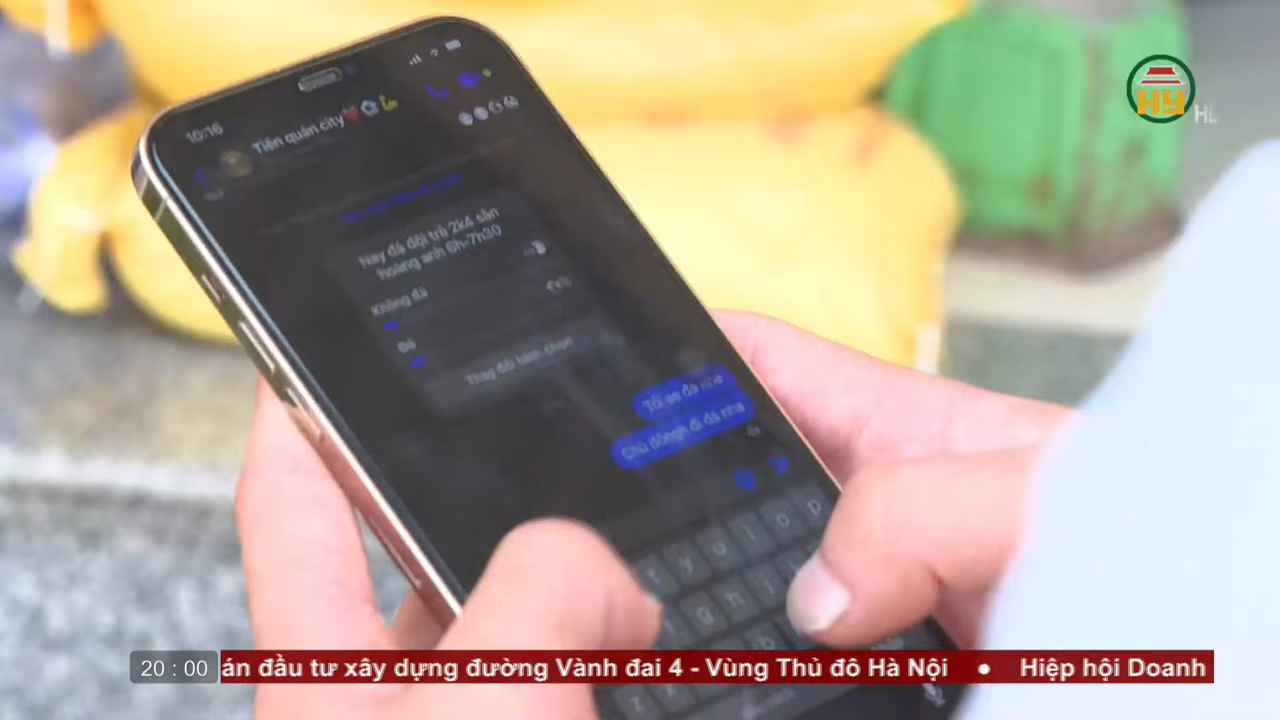 10:16
Tiên quán city
HY
Nay đá đội trẻ 2k4 sân
hoàng anh 6h-7h30
Không đá
Đá
Thay đổi bình chọn
Tối ae đá nha
Chủ động đi đá nha
t y u i o p
g h j
20 : 00 án đầu tư xây dựng đường Vành đai 4 - Vùng Thủ đô Hà Nội • Hiệp hội Doanh